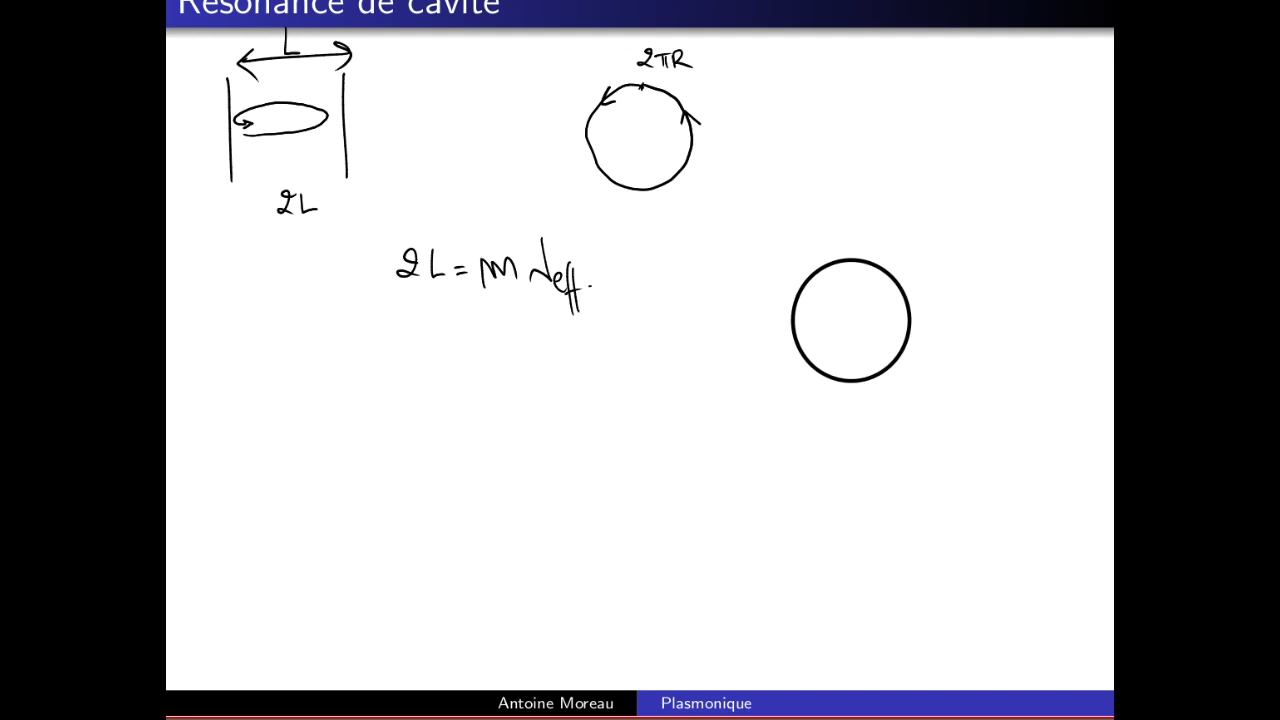 Résonance de cavité
L
2πR
2L
2L = m λeff.
Antoine Moreau
Plasmonique